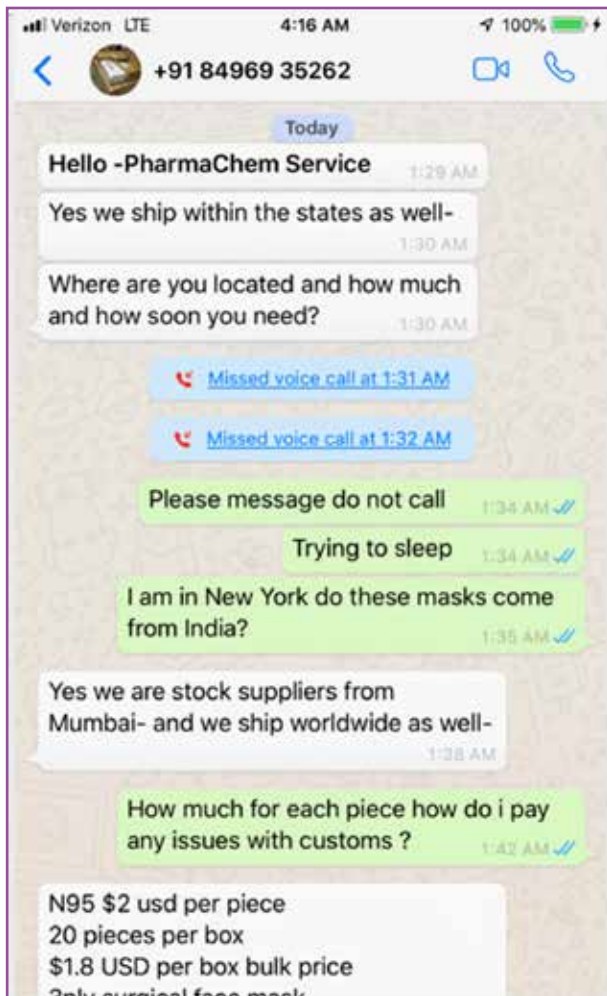 Verizon LTE 4:16 AM 100%
+91 84969 35262
Today
Hello -PharmaChem Service 1:29 AM
Yes we ship within the states as well-
1:30 AM
Where are you located and how much
and how soon you need? 1:30 AM
Missed voice call at 1:31 AM
Missed voice call at 1:32 AM
Please message do not call 1:34 AM
Trying to sleep 1:34 AM
I am in New York do these masks come
from India? 1:35 AM
Yes we are stock suppliers from
Mumbai- and we ship worldwide as well-
1:38 AM
How much for each piece how do i pay
any issues with customs ? 1:42 AM
N95 $2 usd per piece
20 pieces per box
$1.8 USD per box bulk price
3ply surgical face mask